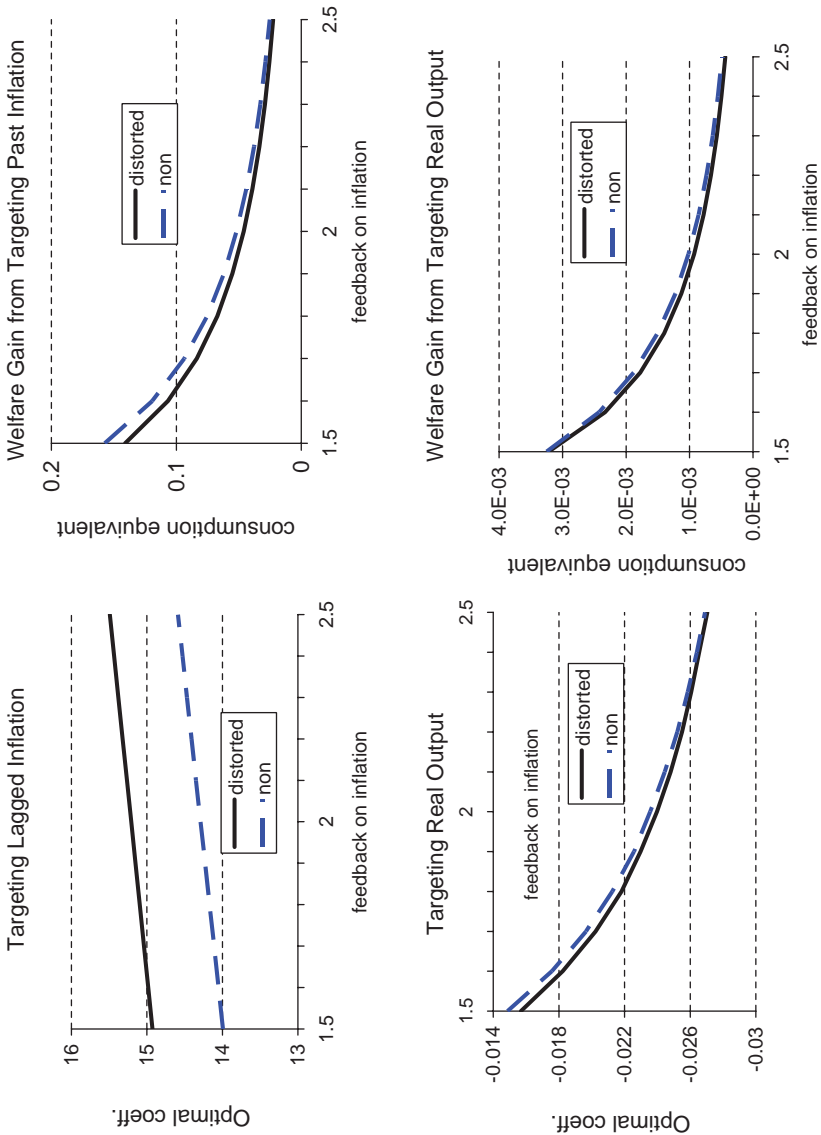 Targeting Lagged Inflation
Optimal coeff.
16
15
14
13
1.5
2
2.5
feedback on inflation
distorted
non
Welfare Gain from Targeting Past Inflation
consumption equivalent
0.2
0.1
0
1.5
2
2.5
feedback on inflation
distorted
non
Targeting Real Output
Optimal coeff.
1.5
2
2.5
-0.014
-0.018
-0.022
-0.026
-0.03
feedback on inflation
distorted
non
Welfare Gain from Targeting Real Output
consumption equivalent
4.0E-03
3.0E-03
2.0E-03
1.0E-03
0.0E+00
1.5
2
2.5
feedback on inflation
distorted
non